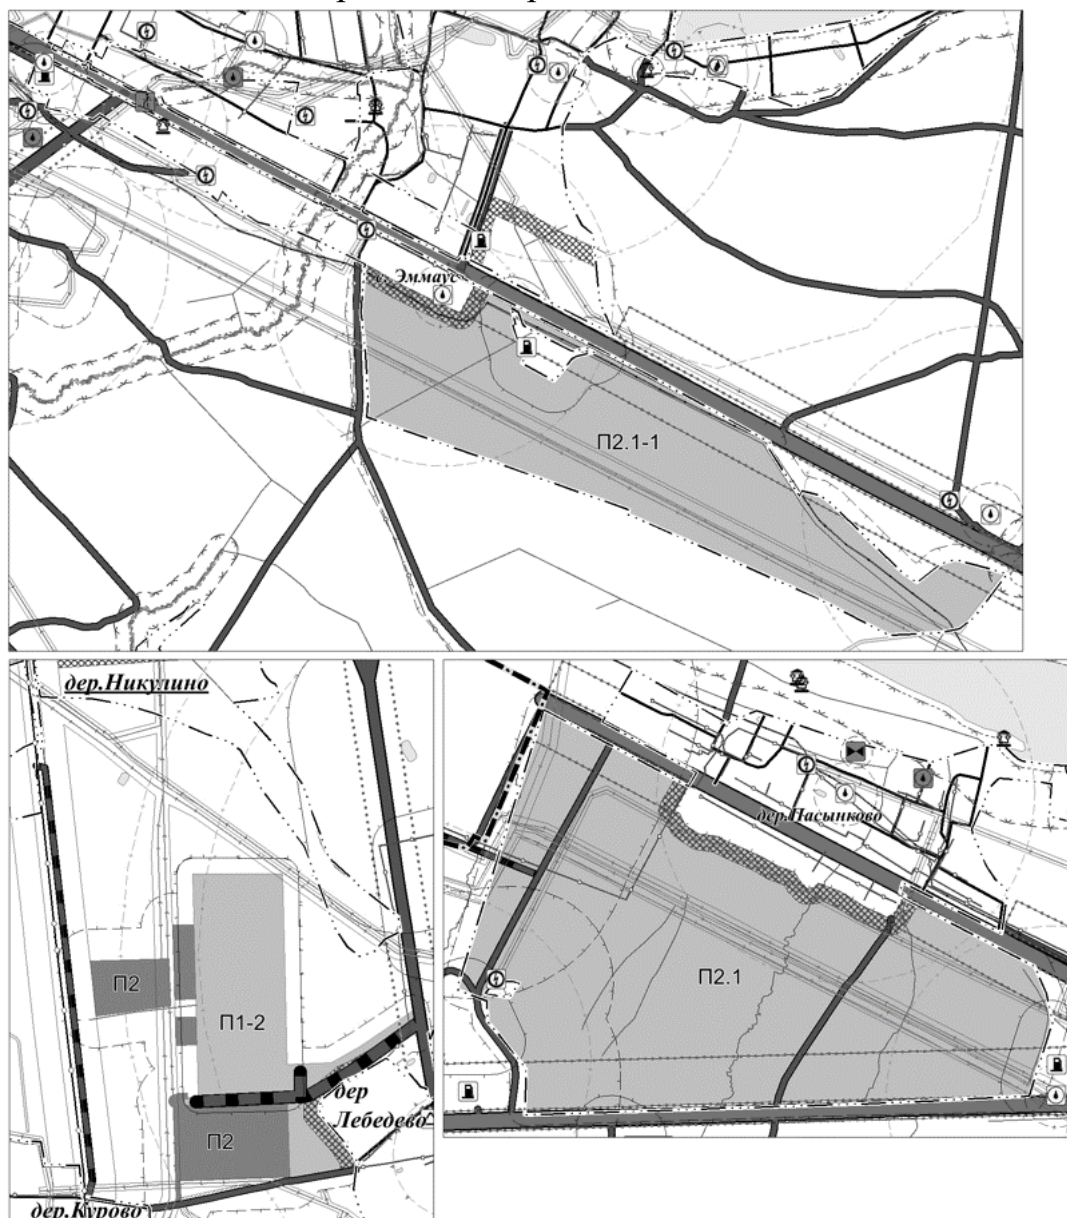 с. Эммаус
П2.1-1
дер.Никулино
П2
П1-2
дер
Лебедево
П2
дер.Курово
дер.Пасынково
П2.1